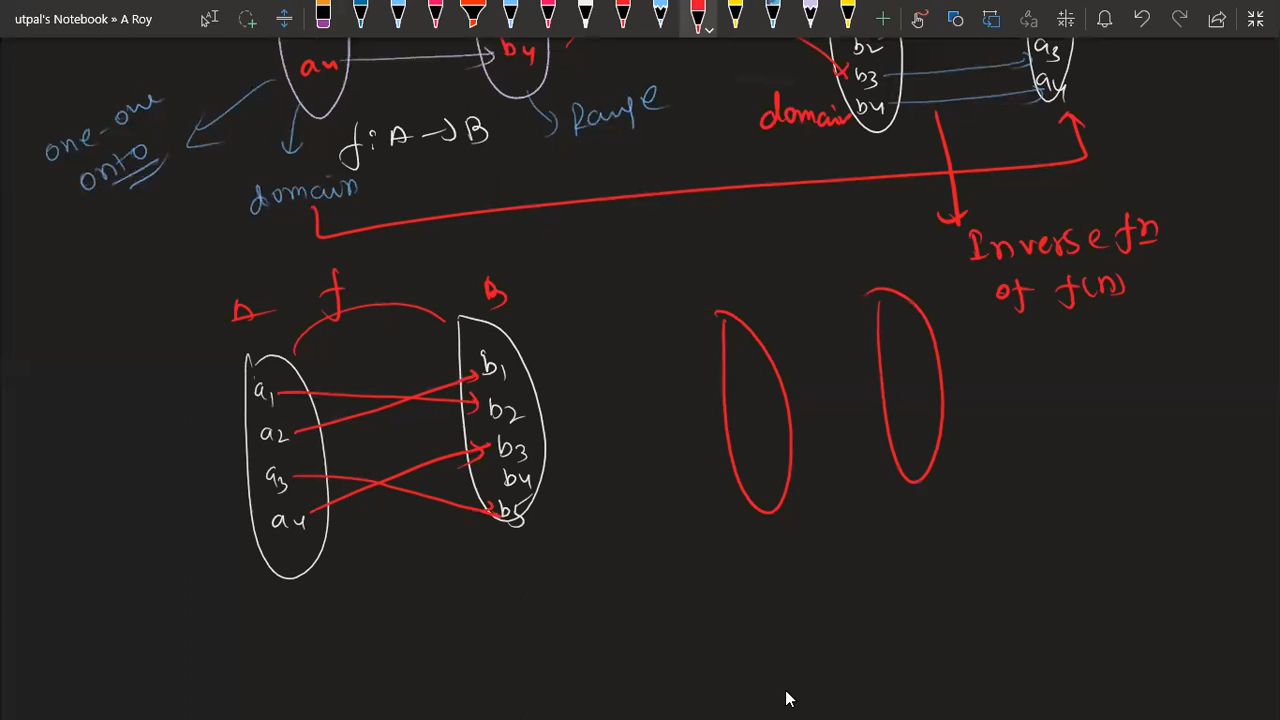 utpal's Notebook » A Roy
a4
b4
b2
b3
b4
a3
a4
one-one
onto
f: A → B
Range
domain
domain
Inverse fn
of f(n)
A f B
a1
a2
a3
a4
b1
b2
b3
b4
b5